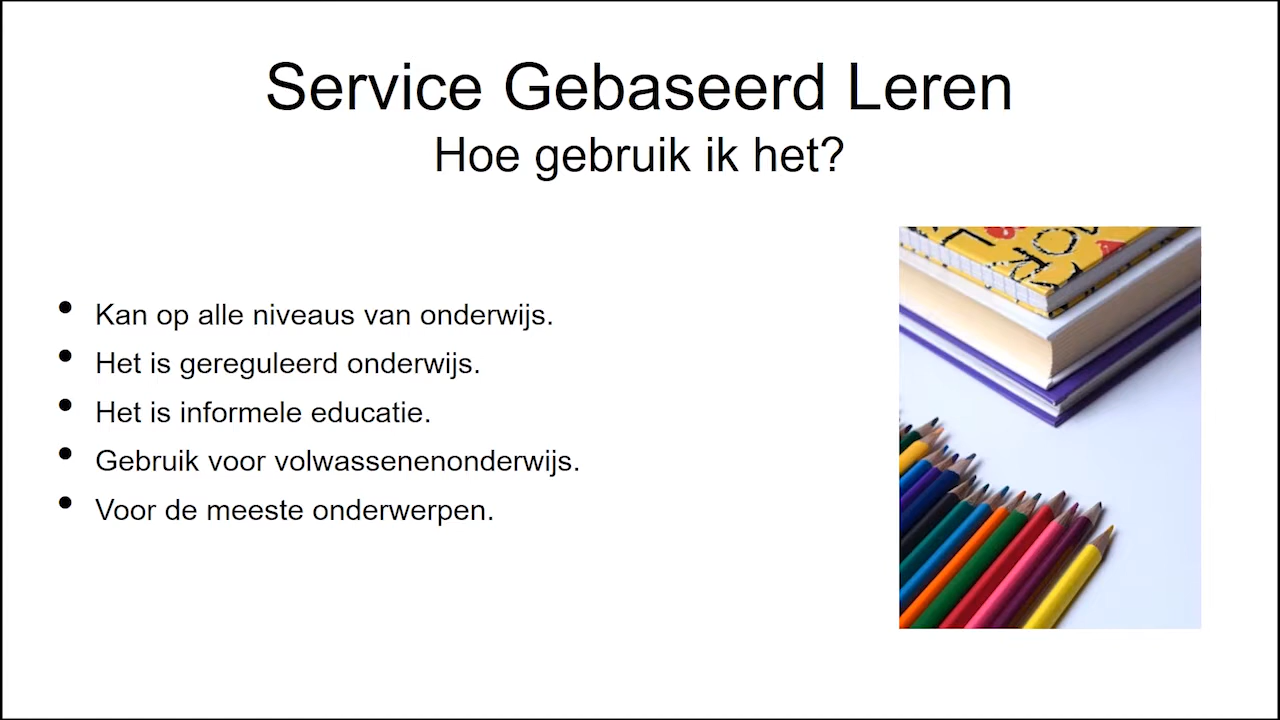 Service Gebaseerd Leren
Hoe gebruik ik het?
• Kan op alle niveaus van onderwijs.
• Het is gereguleerd onderwijs.
• Het is informele educatie.
• Gebruik voor volwassenenonderwijs.
• Voor de meeste onderwerpen.